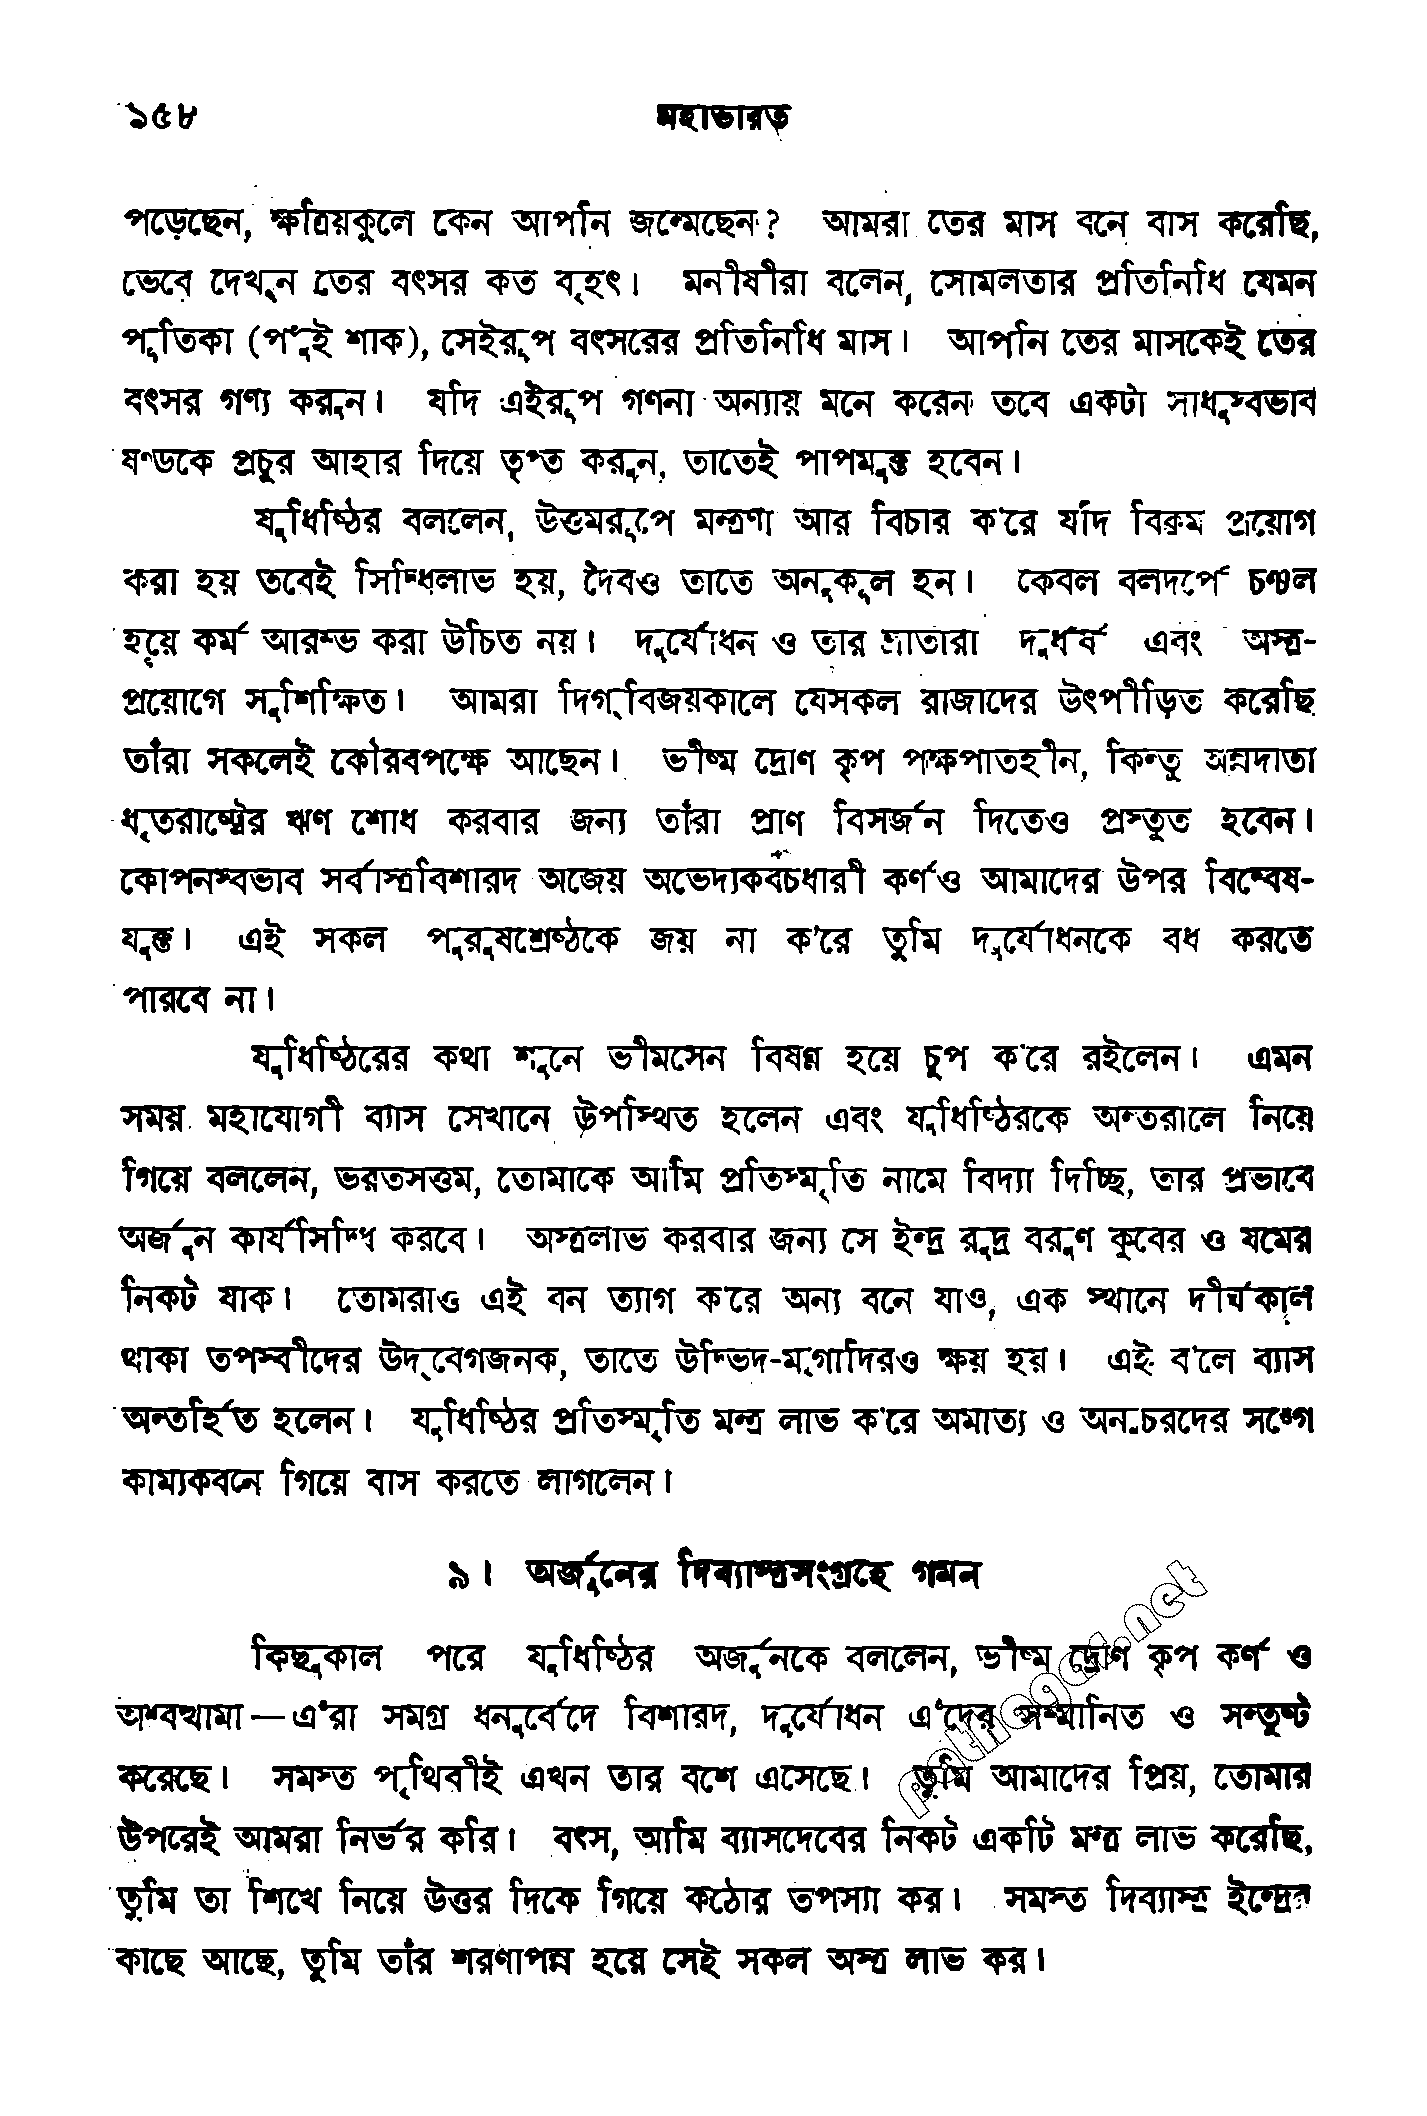 ১৫৮ মহাভারত
পড়েছেন, ক্ষত্রিয়কুলে কেন আপনি জন্মেছেন? আমরা তের মাস বনে বাস করেছি,
ভেবে দেখুন তের বৎসর কত বৃহৎ। মনীষীরা বলেন, সোমলতার প্রতিনিধি যেমন
পূতিকা (পুঁই শাক), সেইরূপ বৎসরের প্রতিনিধি মাস। আপনি তের মাসকেই তের
বৎসর গণ্য করুন। যদি এইরূপ গণনা অন্যায় মনে করেন তবে একটা সাধুস্বভাব
ষণ্ডকে প্রচুর আহার দিয়ে তৃপ্ত করুন, তাতেই পাপমুক্ত হবেন।
যুধিষ্ঠির বললেন, উত্তমরূপে মন্ত্রণা আর বিচার ক'রে যদি বিক্রম প্রয়োগ
করা হয় তবেই সিদ্ধিলাভ হয়, দৈবও তাতে অনুকূল হন। কেবল বলদর্পে চঞ্চল
হয়ে কর্ম আরম্ভ করা উচিত নয়। দুর্যোধন ও তার ভ্রাতারা দুর্ধর্ষ এবং অস্ত্র-
প্রয়োগে সুশিক্ষিত। আমরা দিগ্‌বিজয়কালে যেসকল রাজাদের উৎপীড়িত করেছি
তাঁরা সকলেই কৌরবপক্ষে আছেন। ভীষ্ম দ্রোণ কৃপ পক্ষপাতহীন, কিন্তু অন্নদাতা
ধৃতরাষ্ট্রের ঋণ শোধ করবার জন্য তাঁরা প্রাণ বিসর্জন দিতেও প্রস্তুত হবেন।
কোপনস্বভাব সর্বাস্ত্রবিশারদ অজেয় অভেদ্যকবচধারী কর্ণও আমাদের উপর বিদ্বেষ-
যুক্ত। এই সকল পুরুষশ্রেষ্ঠকে জয় না ক'রে তুমি দুর্যোধনকে বধ করতে
পারবে না।
যুধিষ্ঠিরের কথা শুনে ভীমসেন বিষণ্ণ হয়ে চুপ ক'রে রইলেন। এমন
সময় মহাযোগী ব্যাস সেখানে উপস্থিত হলেন এবং যুধিষ্ঠিরকে অন্তরালে নিয়ে
গিয়ে বললেন, ভরতসত্তম, তোমাকে আমি প্রতিস্মৃতি নামে বিদ্যা দিচ্ছি, তার প্রভাবে
অর্জুন কার্যসিদ্ধি করবে। অস্ত্রলাভ করবার জন্য সে ইন্দ্র রুদ্র বরুণ কুবের ও যমের
নিকট যাক। তোমরাও এই বন ত্যাগ ক'রে অন্য বনে যাও, এক স্থানে দীর্ঘকাল
থাকা তপস্বীদের উদ্‌বেগজনক, তাতে উদ্ভিদ-মৃগাদিরও ক্ষয় হয়। এই ব'লে ব্যাস
অন্তর্হিত হলেন। যুধিষ্ঠির প্রতিস্মৃতি মন্ত্র লাভ ক'রে অমাত্য ও অনুচরদের সঙ্গে
কাম্যকবনে গিয়ে বাস করতে লাগলেন।
৯। অর্জুনের দিব্যাস্ত্রসংগ্রহে গমন
কিছুকাল পরে যুধিষ্ঠির অর্জুনকে বললেন, ভীষ্ম দ্রোণ কৃপ কর্ণ ও
অশ্বত্থামা—এঁরা সমগ্র ধনুর্বেদে বিশারদ, দুর্যোধন এঁদের সম্মানিত ও সন্তুষ্ট
করেছে। সমস্ত পৃথিবীই এখন তার বশে এসেছে। তুমি আমাদের প্রিয়, তোমার
উপরেই আমরা নির্ভর করি। বৎস, আমি ব্যাসদেবের নিকট একটি মন্ত্র লাভ করেছি,
তুমি তা শিখে নিয়ে উত্তর দিকে গিয়ে কঠোর তপস্যা কর। সমস্ত দিব্যাস্ত্র ইন্দ্রের
কাছে আছে, তুমি তাঁর শরণাপন্ন হয়ে সেই সকল অস্ত্র লাভ কর।